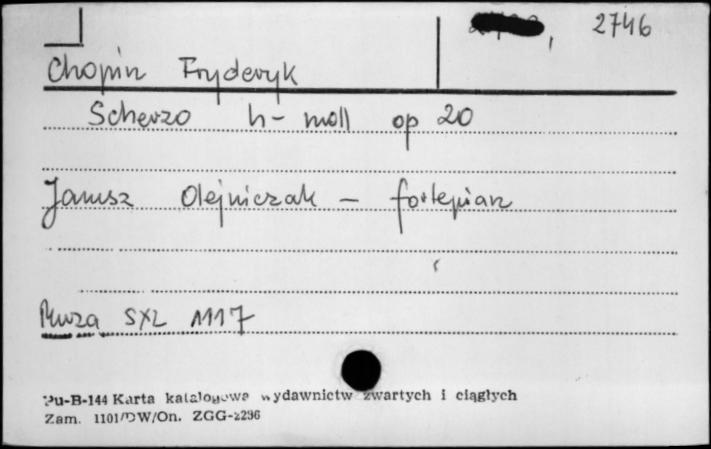 2746
Chopin Fryderyk
Scherzo h-moll op 20
Janusz Olejniczak - fortepian
Muza SXL 1117
Pu-B-144 Karta katalogowa wydawnictw zwartych i ciągłych
Zam. 1101/DW/On. ZGG-2236